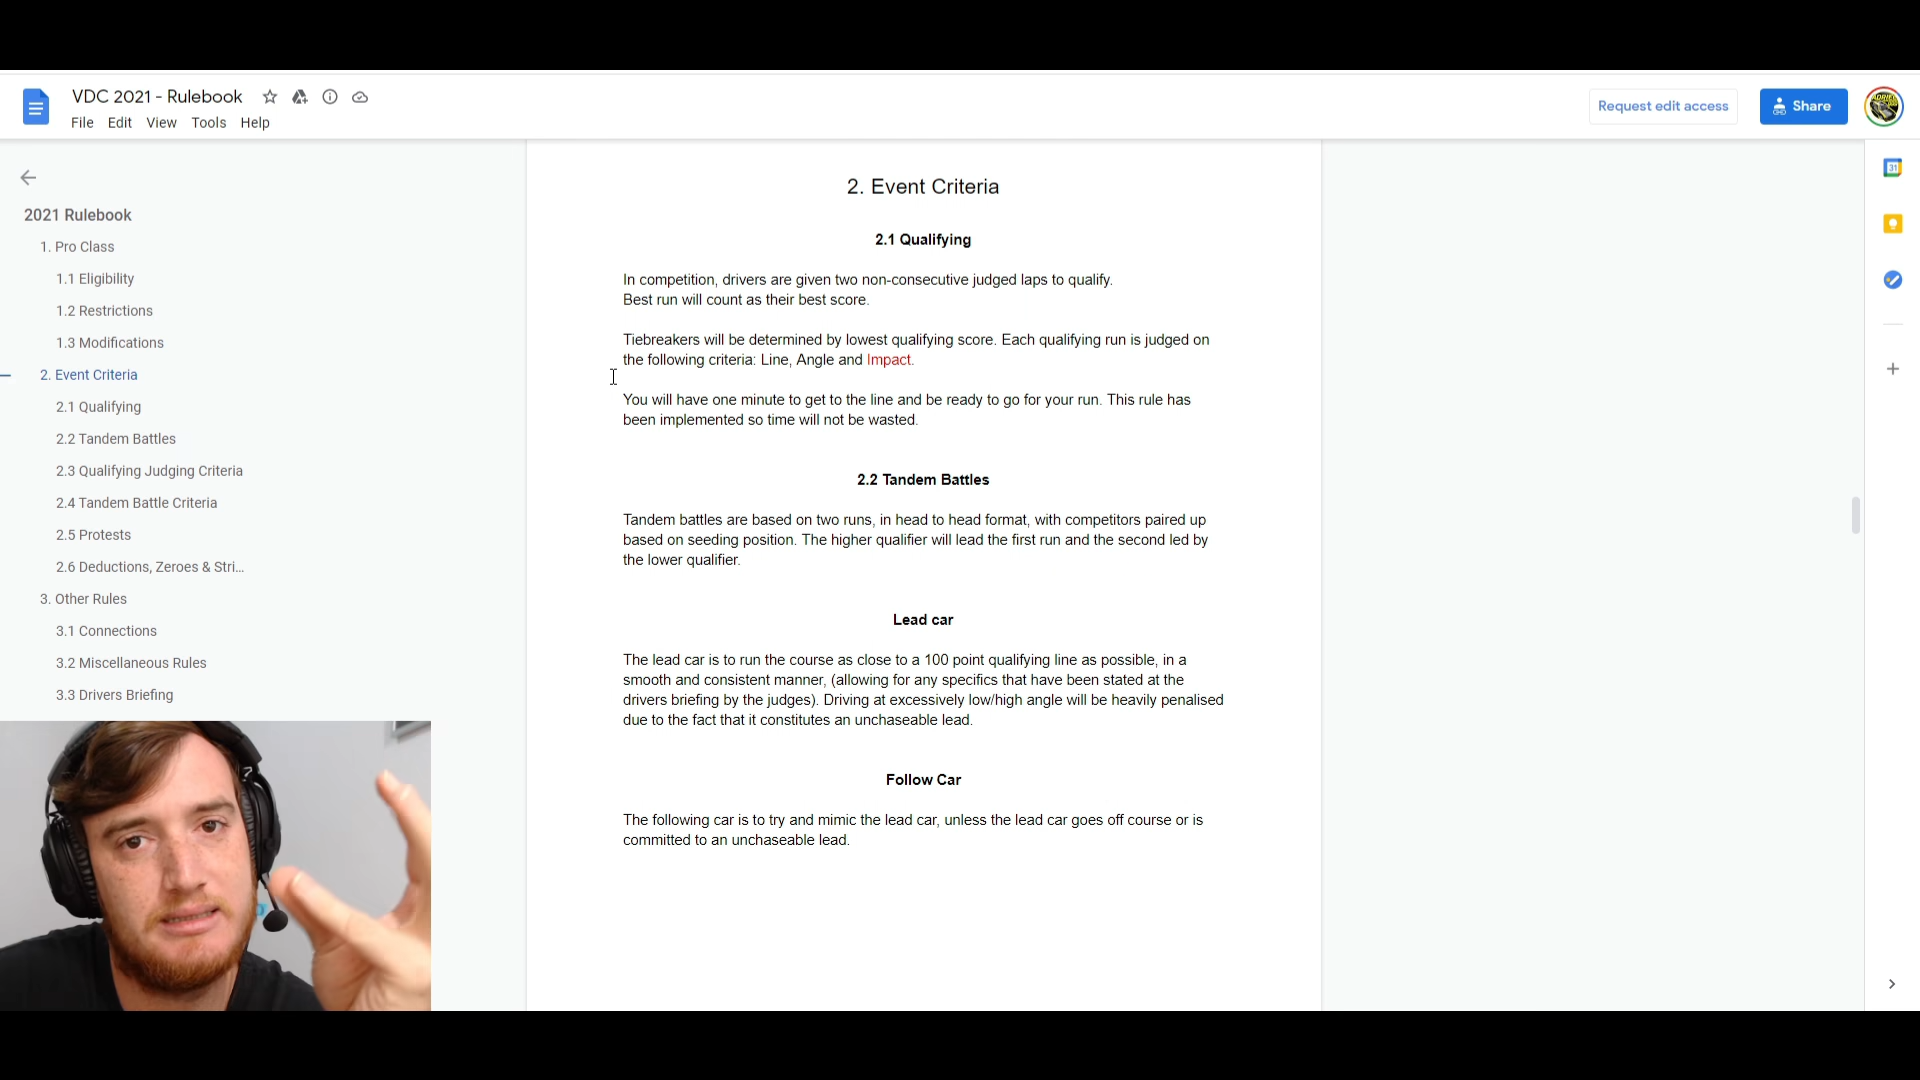 VDC 2021 - Rulebook
File Edit View Tools Help
Request edit access
Share
2021 Rulebook
1. Pro Class
1.1 Eligibility
1.2 Restrictions
1.3 Modifications
2. Event Criteria
2.1 Qualifying
2.2 Tandem Battles
2.3 Qualifying Judging Criteria
2.4 Tandem Battle Criteria
2.5 Protests
2.6 Deductions, Zeroes & Stri...
3. Other Rules
3.1 Connections
3.2 Miscellaneous Rules
3.3 Drivers Briefing
2. Event Criteria
2.1 Qualifying
In competition, drivers are given two non-consecutive judged laps to qualify.
Best run will count as their best score.
Tiebreakers will be determined by lowest qualifying score. Each qualifying run is judged on
the following criteria: Line, Angle and Impact.
You will have one minute to get to the line and be ready to go for your run. This rule has
been implemented so time will not be wasted.
2.2 Tandem Battles
Tandem battles are based on two runs, in head to head format, with competitors paired up
based on seeding position. The higher qualifier will lead the first run and the second led by
the lower qualifier.
Lead car
The lead car is to run the course as close to a 100 point qualifying line as possible, in a
smooth and consistent manner, (allowing for any specifics that have been stated at the
drivers briefing by the judges). Driving at excessively low/high angle will be heavily penalised
due to the fact that it constitutes an unchaseable lead.
Follow Car
The following car is to try and mimic the lead car, unless the lead car goes off course or is
committed to an unchaseable lead.
31